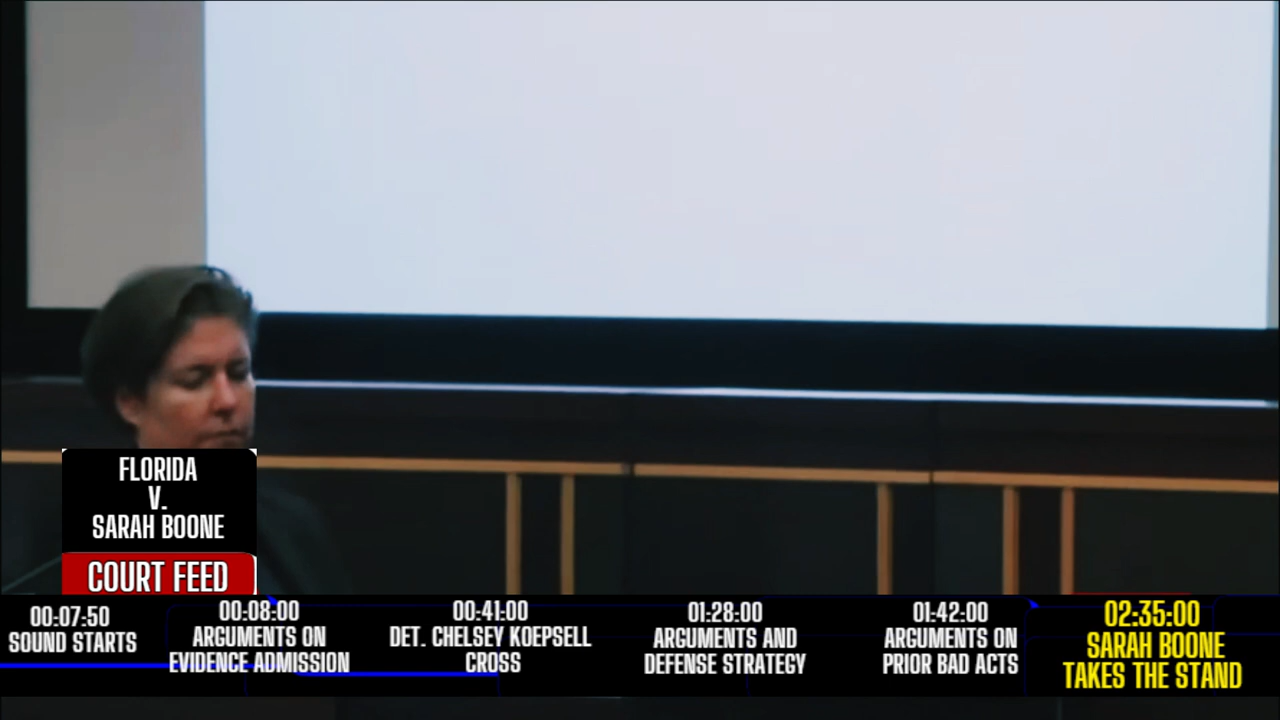 FLORIDA
V.
SARAH BOONE
COURT FEED
00:07:50
SOUND STARTS
00:08:00
ARGUMENTS ON
EVIDENCE ADMISSION
00:41:00
DET. CHELSEY KOEPSELL
CROSS
01:28:00
ARGUMENTS AND
DEFENSE STRATEGY
01:42:00
ARGUMENTS ON
PRIOR BAD ACTS
02:35:00
SARAH BOONE
TAKES THE STAND